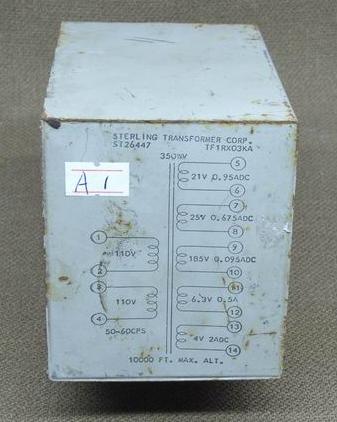 STERLING TRANSFORMER CORP.
ST26447 TF1RX03KA
A 1
5
21V 0.95ADC
6
7
25V 0.675ADC
8
1
110V
2
9
185V 0.095ADC
10
3
110V
4
11
6.3V 0.5A
12
13
4V 2ADC
14
50-60CPS
10000 FT. MAX. ALT.